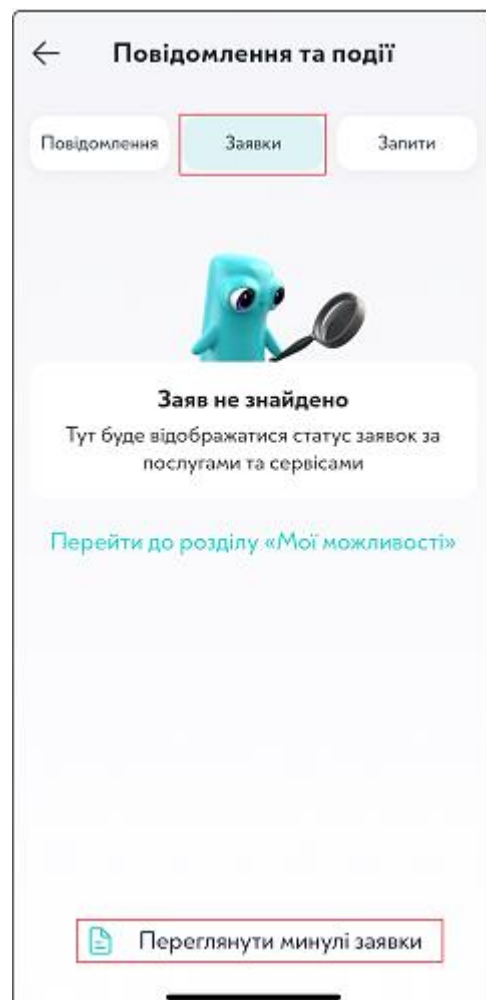 Повідомлення та події
Повідомлення
Заявки
Запити
Заяв не знайдено
Тут буде відображатися статус заявок за
послугами та сервісами
Перейти до розділу «Мої можливості»
Переглянути минулі заявки